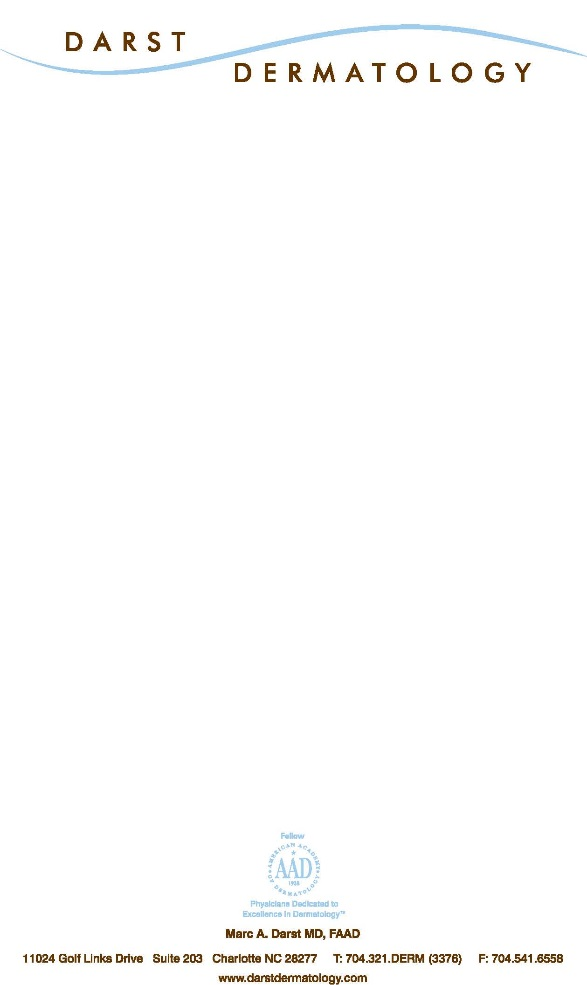 DARST
DERMATOLOGY
Fellow
AMERICAN ACADEMY
AAD
1938
OF DERMATOLOGY
Physicians Dedicated to
Excellence in Dermatology™
Marc A. Darst MD, FAAD
11024 Golf Links Drive Suite 203 Charlotte NC 28277 T: 704.321.DERM (3376) F: 704.541.6558
www.darstdermatology.com